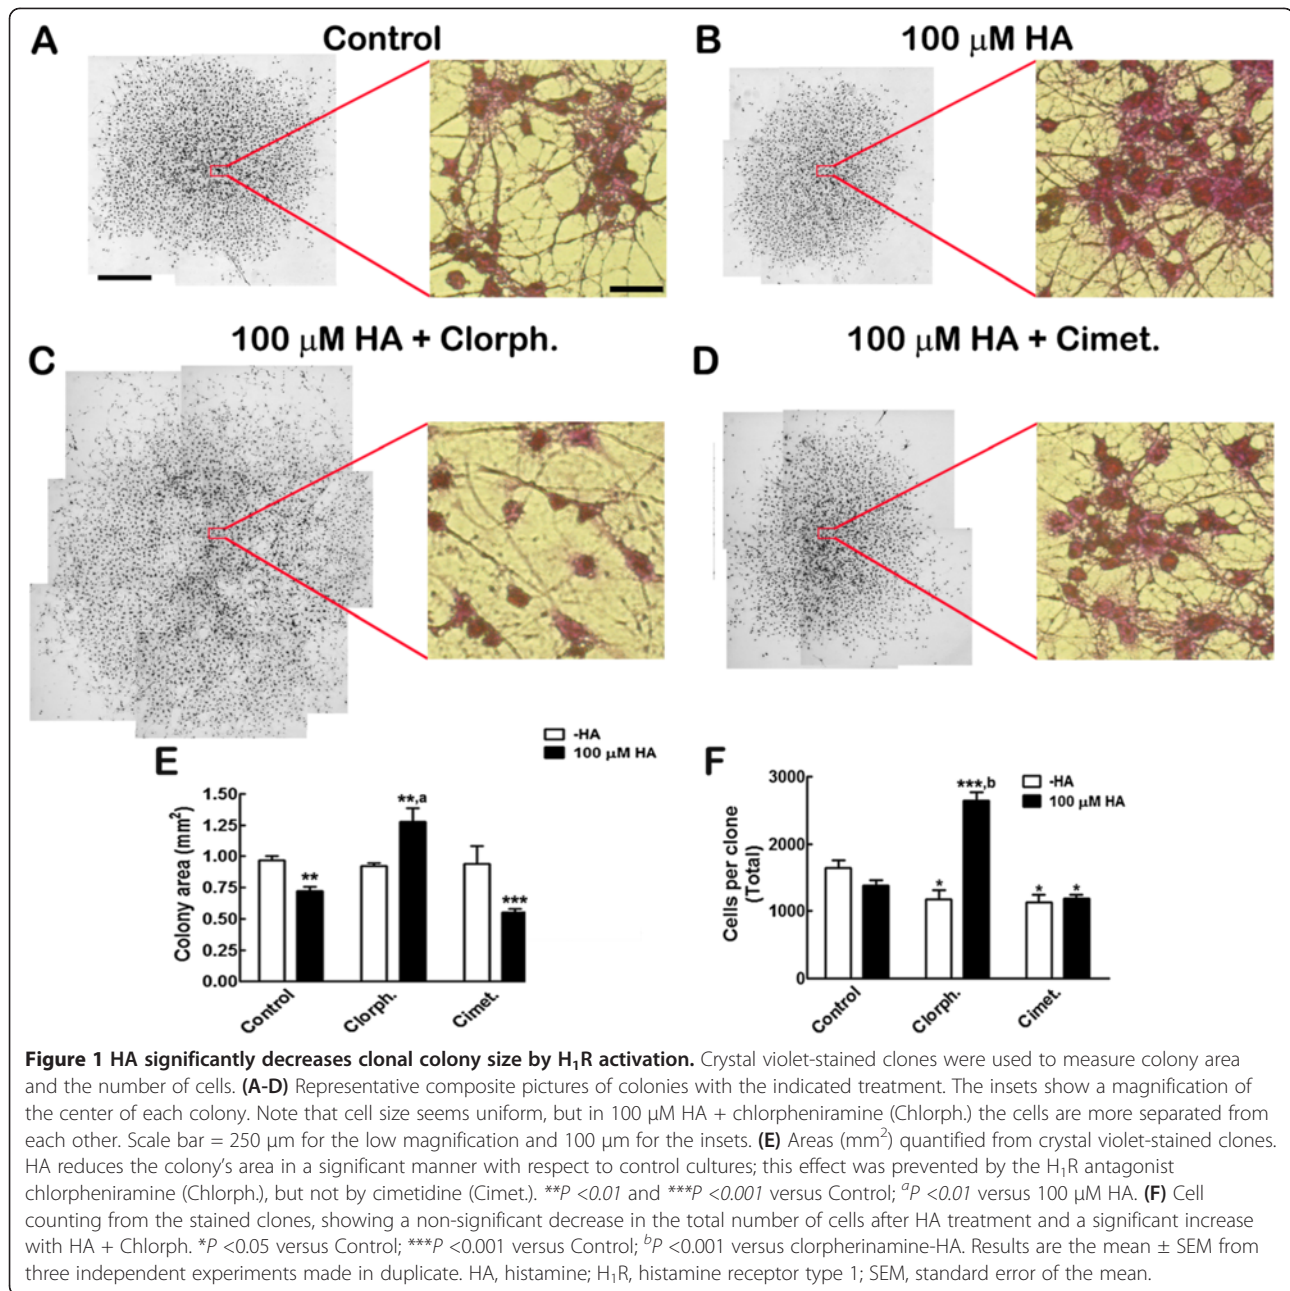 A
Control
B
100 μM HA
C
100 μM HA + Clorph.
D
100 μM HA + Cimet.
E
-HA
100 μM HA
Colony area (mm²)
1.50
1.25
1.00
0.75
0.50
0.25
0.00
**
**,a
***
Control
Clorph.
Cimet.
F
-HA
100 μM HA
Cells per clone
(Total)
3000
2000
1000
0
*
***,b
*
*
Control
Clorph.
Cimet.
Figure 1 HA significantly decreases clonal colony size by H₁R activation. Crystal violet-stained clones were used to measure colony area
and the number of cells. (A-D) Representative composite pictures of colonies with the indicated treatment. The insets show a magnification of
the center of each colony. Note that cell size seems uniform, but in 100 μM HA + chlorpheniramine (Chlorph.) the cells are more separated from
each other. Scale bar = 250 μm for the low magnification and 100 μm for the insets. (E) Areas (mm²) quantified from crystal violet-stained clones.
HA reduces the colony's area in a significant manner with respect to control cultures; this effect was prevented by the H₁R antagonist
chlorpheniramine (Chlorph.), but not by cimetidine (Cimet.). **P <0.01 and ***P <0.001 versus Control; ᵃP <0.01 versus 100 μM HA. (F) Cell
counting from the stained clones, showing a non-significant decrease in the total number of cells after HA treatment and a significant increase
with HA + Chlorph. *P <0.05 versus Control; ***P <0.001 versus Control; ᵇP <0.001 versus clorpherinamine-HA. Results are the mean ± SEM from
three independent experiments made in duplicate. HA, histamine; H₁R, histamine receptor type 1; SEM, standard error of the mean.